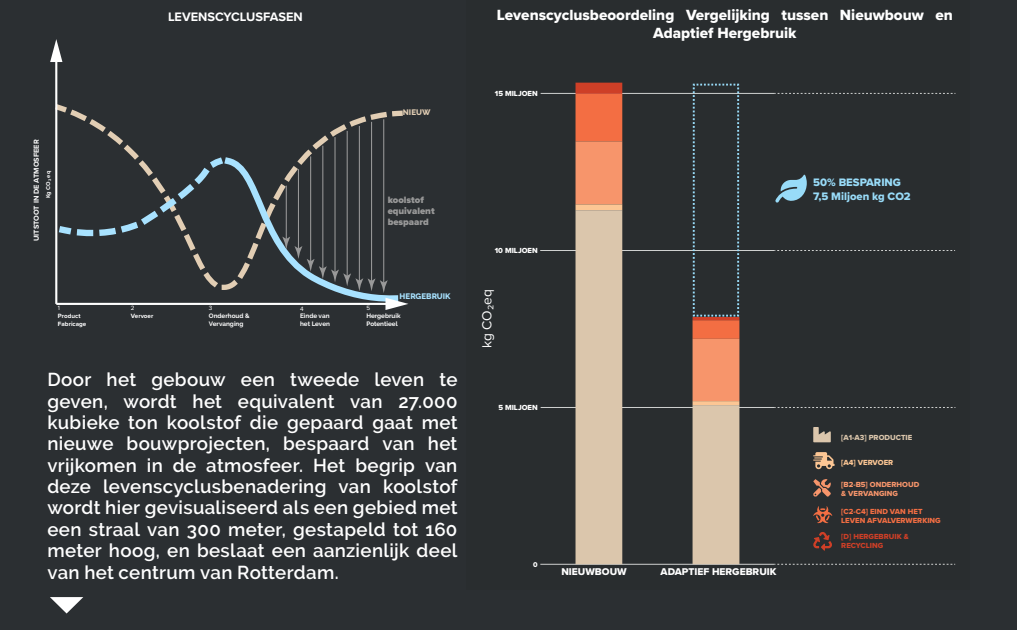 LEVENSCYCLUSFASEN
UITSTOOT IN DE ATMOSFEER
Kg CO₂ eq
NIEUW
koolstof
equivalent
bespaard
HERGEBRUIK
1
Product
Fabricage
2
Vervoer
3
Onderhoud &
Vervanging
4
Einde van
het Leven
5
Hergebruik
Potentieel
Door het gebouw een tweede leven te
geven, wordt het equivalent van 27.000
kubieke ton koolstof die gepaard gaat met
nieuwe bouwprojecten, bespaard van het
vrijkomen in de atmosfeer. Het begrip van
deze levenscyclusbenadering van koolstof
wordt hier gevisualiseerd als een gebied met
een straal van 300 meter, gestapeld tot 160
meter hoog, en beslaat een aanzienlijk deel
van het centrum van Rotterdam.
Levenscyclusbeoordeling Vergelijking tussen Nieuwbouw en
Adaptief Hergebruik
kg CO₂eq
15 MILJOEN
10 MILJOEN
5 MILJOEN
0
NIEUWBOUW
ADAPTIEF HERGEBRUIK
50% BESPARING
7,5 Miljoen kg CO2
[A1-A3] PRODUCTIE
[A4] VERVOER
[B2-B5] ONDERHOUD
& VERVANGING
[C2-C4] EIND VAN HET
LEVEN AFVALVERWERKING
[D] HERGEBRUIK &
RECYCLING